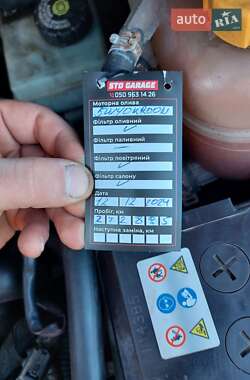 AUTO RIA
STO GARAGE
050 963 14 26
Моторна олива
Фільтр оливний
Фільтр паливний
Фільтр повітряний
Фільтр салону
Дата
12 12 2024
Пробіг, км
Наступна заміна, км